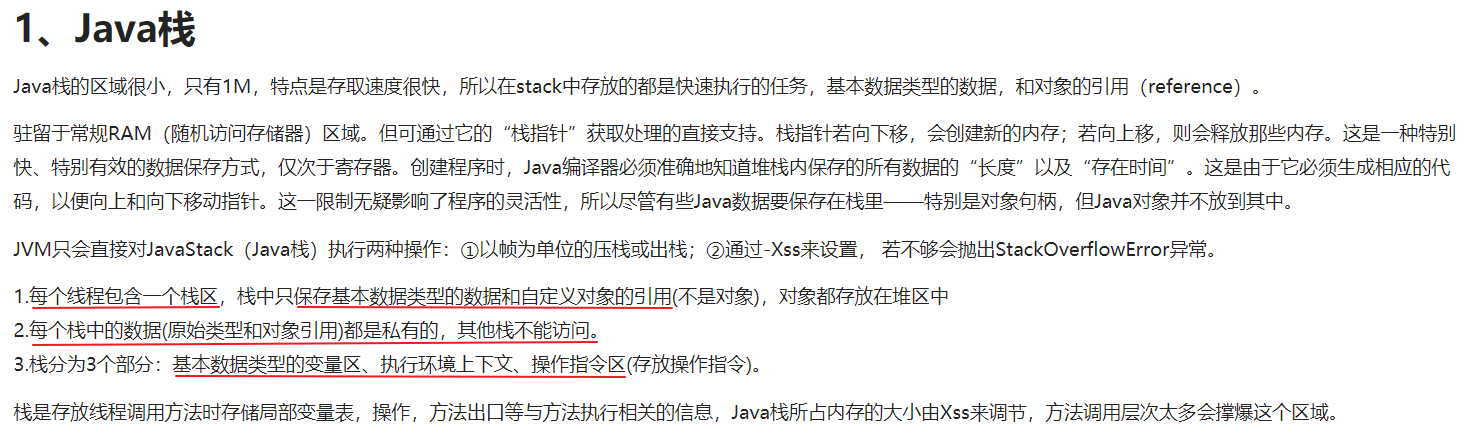 1、Java栈
Java栈的区域很小，只有1M，特点是存取速度很快，所以在stack中存放的都是快速执行的任务，基本数据类型的数据，和对象的引用（reference）。
驻留于常规RAM（随机访问存储器）区域。但可通过它的“栈指针”获取处理的直接支持。栈指针若向下移，会创建新的内存；若向上移，则会释放那些内存。这是一种特别
快、特别有效的数据保存方式，仅次于寄存器。创建程序时，Java编译器必须准确地知道堆栈内保存的所有数据的“长度”以及“存在时间”。这是由于它必须生成相应的代
码，以便向上和向下移动指针。这一限制无疑影响了程序的灵活性，所以尽管有些Java数据要保存在栈里——特别是对象句柄，但Java对象并不放到其中。
JVM只会直接对JavaStack（Java栈）执行两种操作：①以帧为单位的压栈或出栈；②通过-Xss来设置， 若不够会抛出StackOverflowError异常。
1.每个线程包含一个栈区，栈中只保存基本数据类型的数据和自定义对象的引用(不是对象)，对象都存放在堆区中
2.每个栈中的数据(原始类型和对象引用)都是私有的，其他栈不能访问。
3.栈分为3个部分：基本数据类型的变量区、执行环境上下文、操作指令区(存放操作指令)。
栈是存放线程调用方法时存储局部变量表，操作，方法出口等与方法执行相关的信息，Java栈所占内存的大小由Xss来调节，方法调用层次太多会撑爆这个区域。